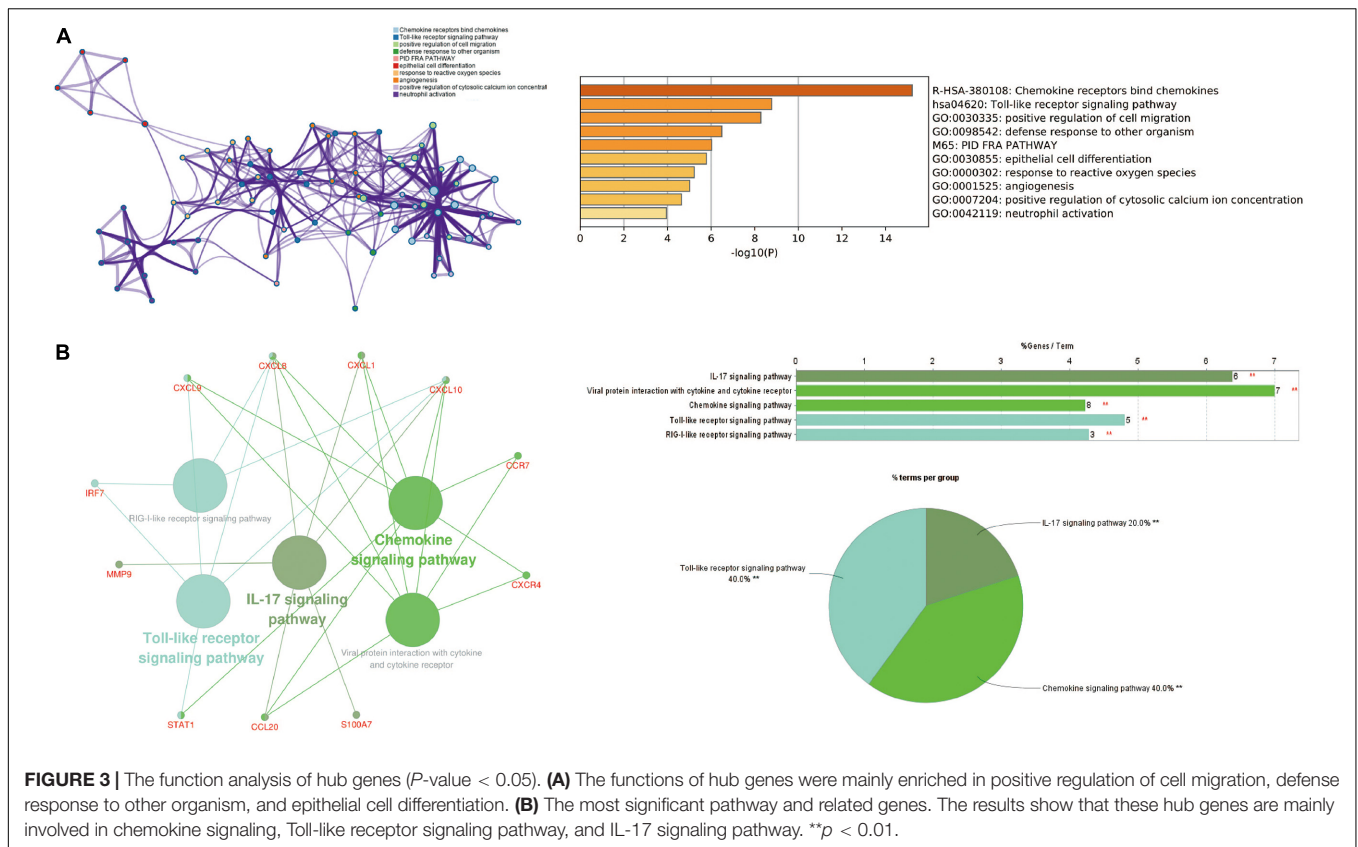 A
Chemokine receptors bind chemokines
Toll-like receptor signaling pathway
positive regulation of cell migration
defense response to other organism
PID FRA PATHWAY
epithelial cell differentiation
response to reactive oxygen species
angiogenesis
positive regulation of cytosolic calcium ion concentrat
neutrophil activation
R-HSA-380108: Chemokine receptors bind chemokines
hsa04620: Toll-like receptor signaling pathway
GO:0030335: positive regulation of cell migration
GO:0098542: defense response to other organism
M65: PID FRA PATHWAY
GO:0030855: epithelial cell differentiation
GO:0000302: response to reactive oxygen species
GO:0001525: angiogenesis
GO:0007204: positive regulation of cytosolic calcium ion concentration
GO:0042119: neutrophil activation
0 2 4 6 8 10 12 14
-log10(P)
B
CXCL8
CXCL1
CXCL9
CXCL10
CCR7
IRF7
RIG-I-like receptor signaling pathway
Chemokine
signaling pathway
MMP9
CXCR4
IL-17 signaling
pathway
Toll-like receptor
signaling pathway
Viral protein interaction with cytokine
and cytokine receptor
STAT1
CCL20
S100A7
%Genes / Term
0 1 2 3 4 5 6 7
IL-17 signaling pathway 6 **
Viral protein interaction with cytokine and cytokine receptor 7 **
Chemokine signaling pathway 8 **
Toll-like receptor signaling pathway 5 **
RIG-I-like receptor signaling pathway 3 **
% terms per group
IL-17 signaling pathway 20.0% **
Toll-like receptor signaling pathway
40.0% **
Chemokine signaling pathway 40.0% **
FIGURE 3 | The function analysis of hub genes (P-value < 0.05). (A) The functions of hub genes were mainly enriched in positive regulation of cell migration, defense
response to other organism, and epithelial cell differentiation. (B) The most significant pathway and related genes. The results show that these hub genes are mainly
involved in chemokine signaling, Toll-like receptor signaling pathway, and IL-17 signaling pathway. **p < 0.01.